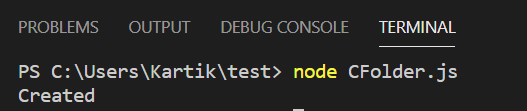 PROBLEMS OUTPUT DEBUG CONSOLE TERMINAL
PS C:\Users\Kartik\test> node CFolder.js
Created